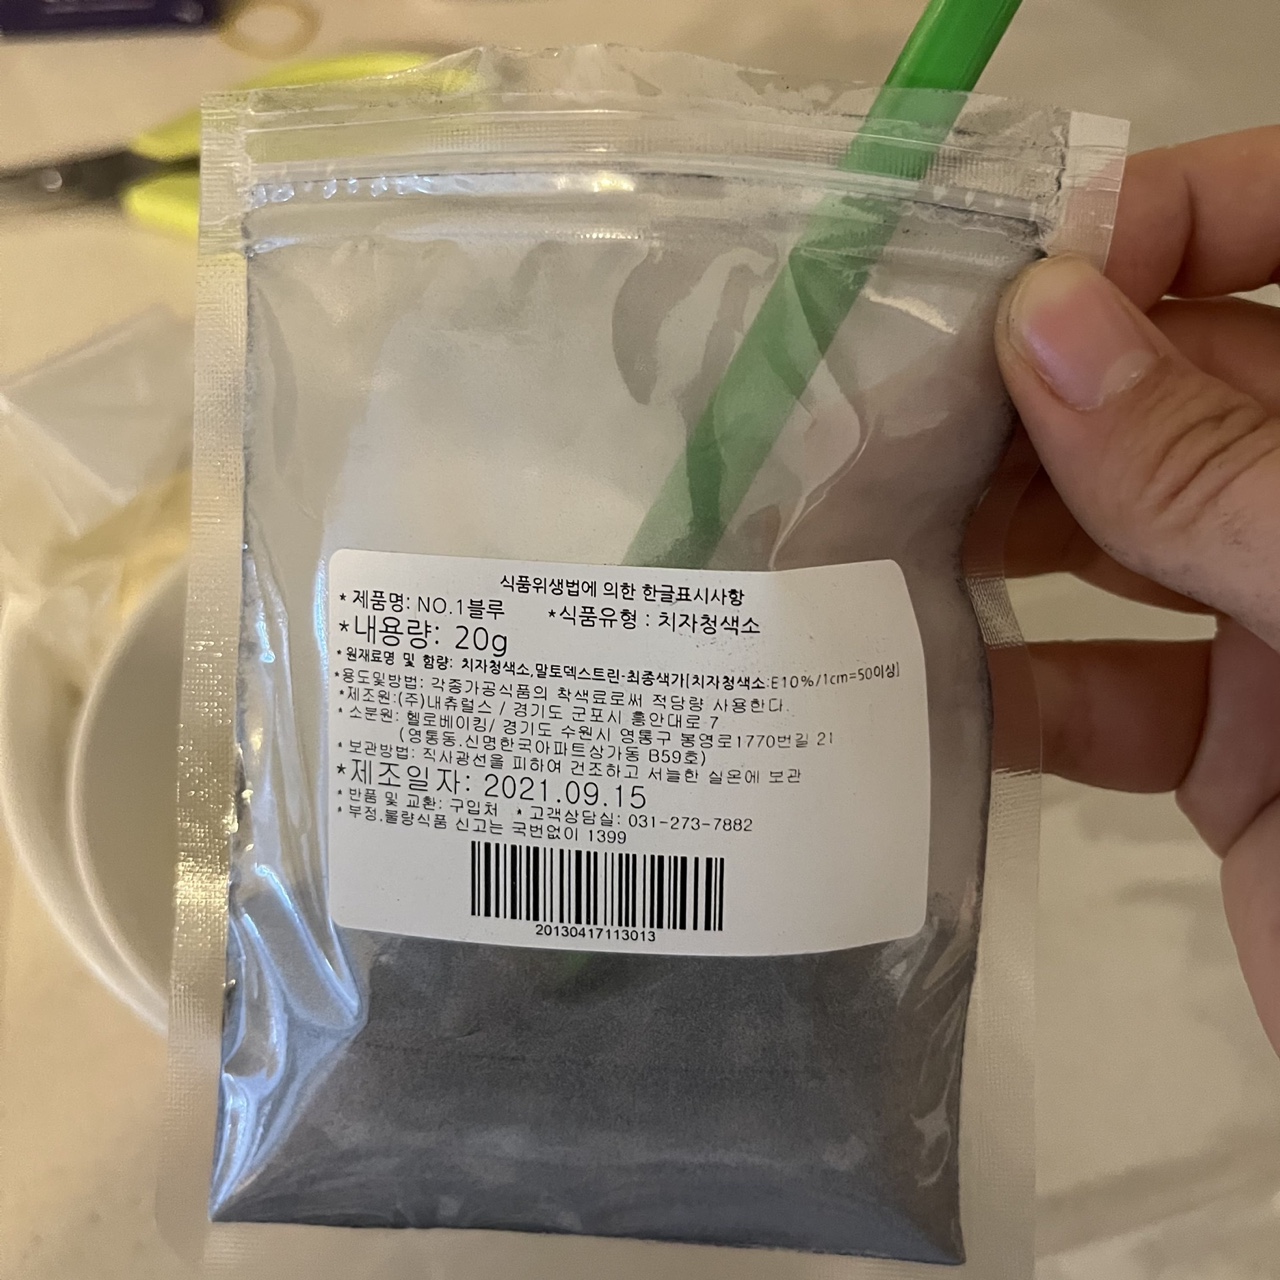 식품위생법에 의한 한글표시사항
* 제품명: NO.1블루 *식품유형 : 치자청색소
*내용량: 20g
* 원재료명 및 함량: 치자청색소,말토덱스트린-최종색가[치자청색소:E10%/1cm=50이상]
*용도및방법: 각종가공식품의 착색료로써 적당량 사용한다.
*제조원:(주)내츄럴스 / 경기도 군포시 흥안대로 7
* 소분원: 헬로베이킹/ 경기도 수원시 영통구 봉영로1770번길 21
(영통동.신명한국아파트상가동 B59호)
* 보관방법: 직사광선을 피하여 건조하고 서늘한 실온에 보관
*제조일자: 2021.09.15
* 반품 및 교환: 구입처 * 고객상담실: 031-273-7882
* 부정.불량식품 신고는 국번없이 1399
20130417113013